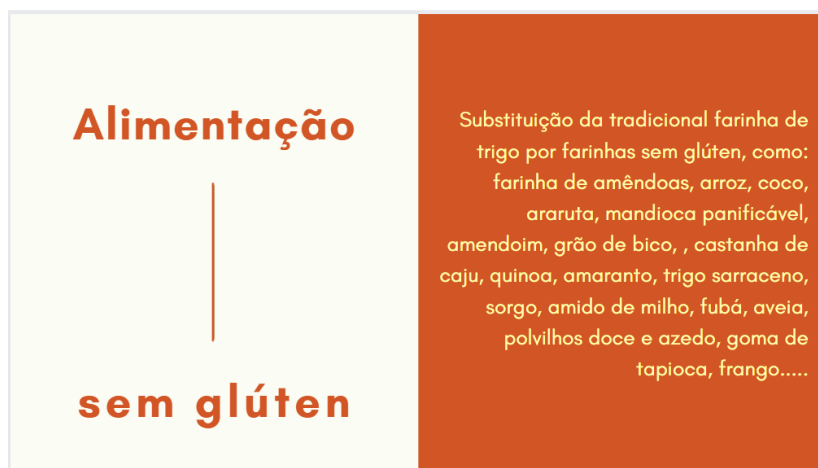 Alimentação
sem glúten
Substituição da tradicional farinha de
trigo por farinhas sem glúten, como:
farinha de amêndoas, arroz, coco,
araruta, mandioca panificável,
amendoim, grão de bico, , castanha de
caju, quinoa, amaranto, trigo sarraceno,
sorgo, amido de milho, fubá, aveia,
polvilhos doce e azedo, goma de
tapioca, frango.....